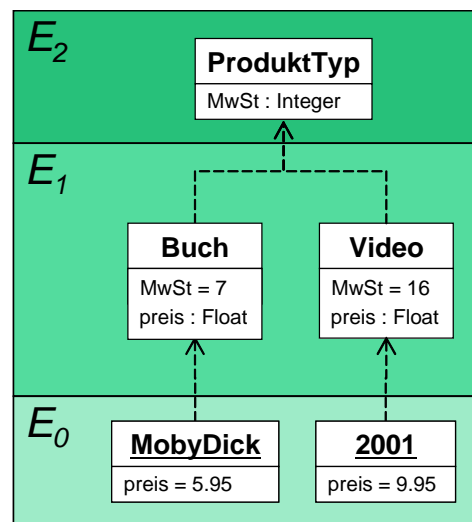 E2
ProduktTyp
MwSt : Integer
E1
Buch
MwSt = 7
preis : Float
Video
MwSt = 16
preis : Float
E0
MobyDick
preis = 5.95
2001
preis = 9.95